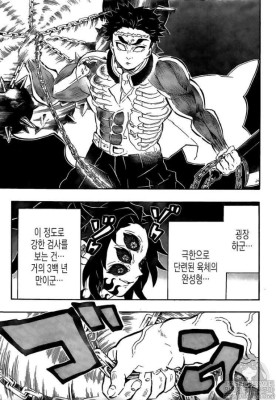 굉장
하군…
극한으로
단련된 육체의
완성형…
이 정도로
강한 검사를
보는 건…
거의 3백 년
만이군…